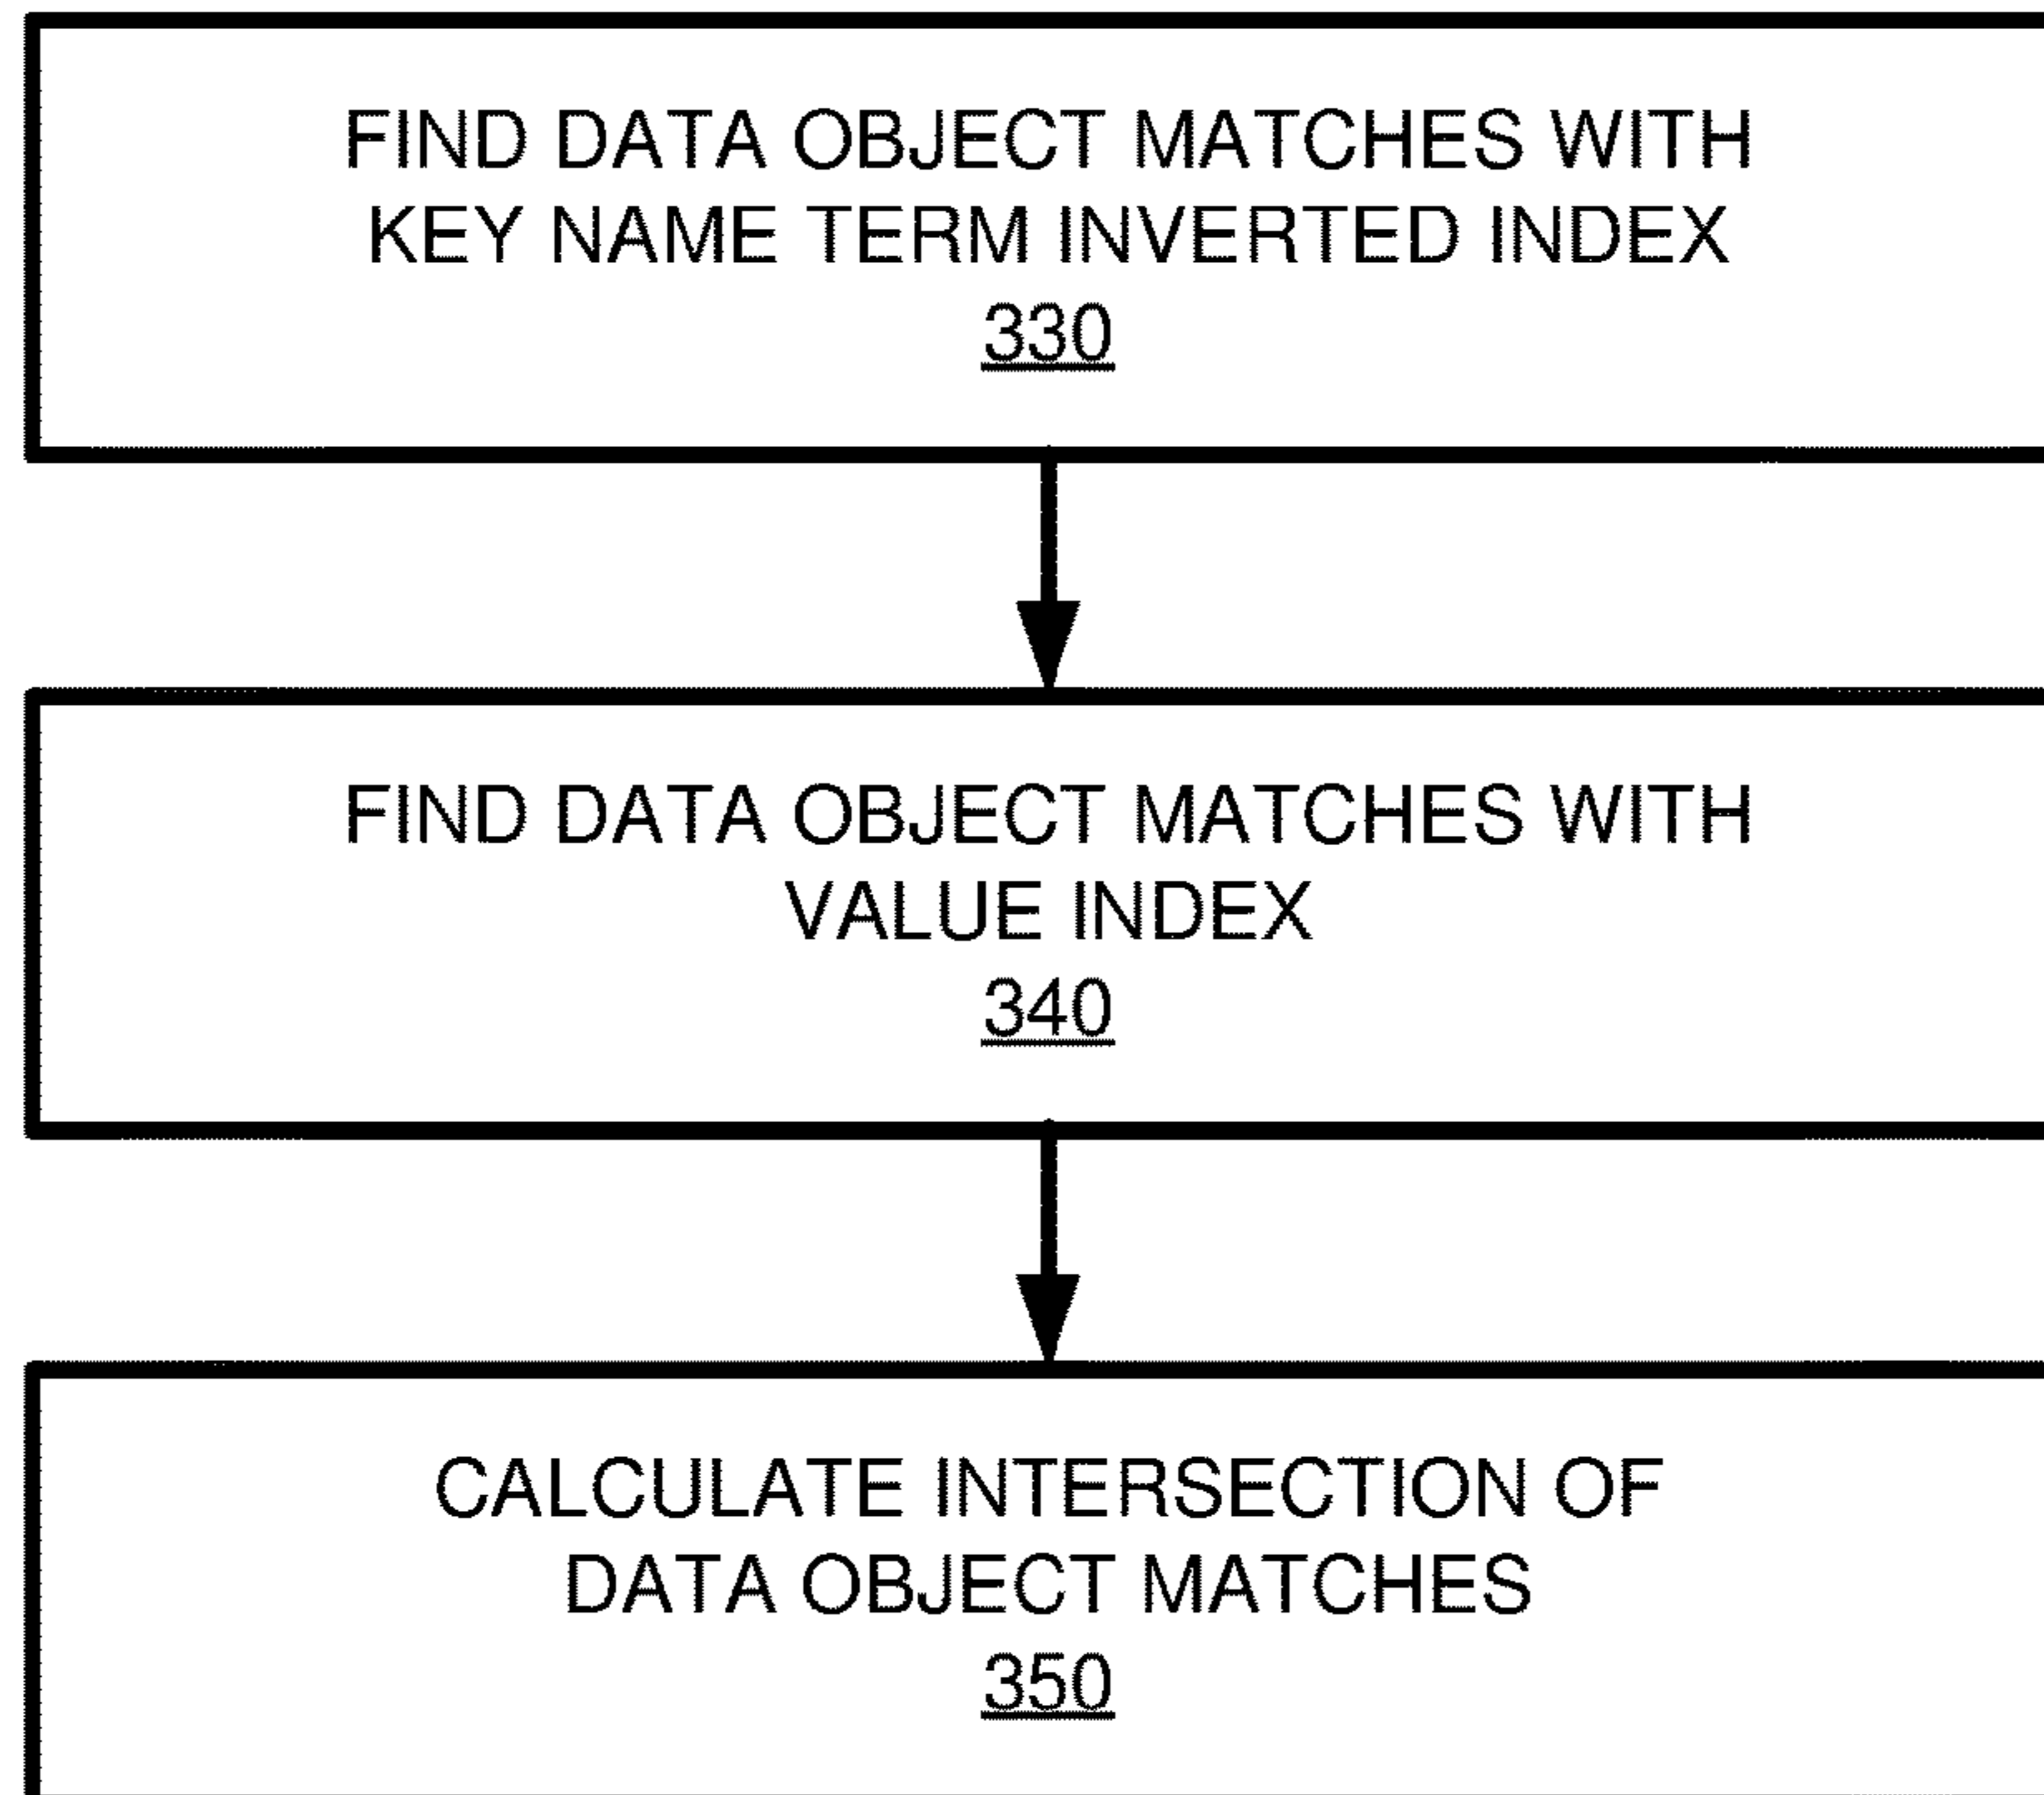 FIND DATA OBJECT MATCHES WITH
KEY NAME TERM INVERTED INDEX
330
FIND DATA OBJECT MATCHES WITH
VALUE INDEX
340
CALCULATE INTERSECTION OF
DATA OBJECT MATCHES
350